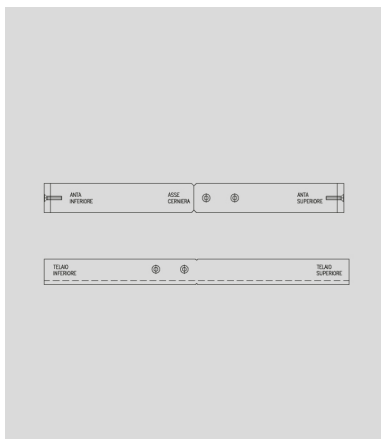 ANTA
INFERIORE
ASSE
CERNIERA
ANTA
SUPERIORE
TELAIO
INFERIORE
TELAIO
SUPERIORE